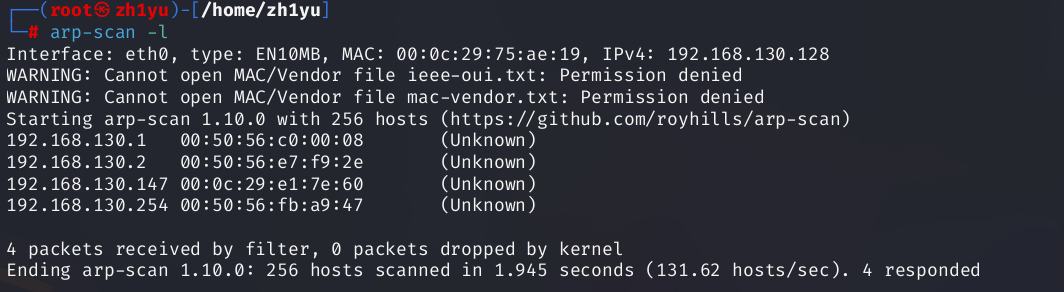 ┌──(root㉿zh1yu)-[/home/zh1yu]
└─# arp-scan -l
Interface: eth0, type: EN10MB, MAC: 00:0c:29:75:ae:19, IPv4: 192.168.130.128
WARNING: Cannot open MAC/Vendor file ieee-oui.txt: Permission denied
WARNING: Cannot open MAC/Vendor file mac-vendor.txt: Permission denied
Starting arp-scan 1.10.0 with 256 hosts (https://github.com/royhills/arp-scan)
192.168.130.1   00:50:56:c0:00:08       (Unknown)
192.168.130.2   00:50:56:e7:f9:2e       (Unknown)
192.168.130.147 00:0c:29:e1:7e:60       (Unknown)
192.168.130.254 00:50:56:fb:a9:47       (Unknown)

4 packets received by filter, 0 packets dropped by kernel
Ending arp-scan 1.10.0: 256 hosts scanned in 1.945 seconds (131.62 hosts/sec). 4 responded